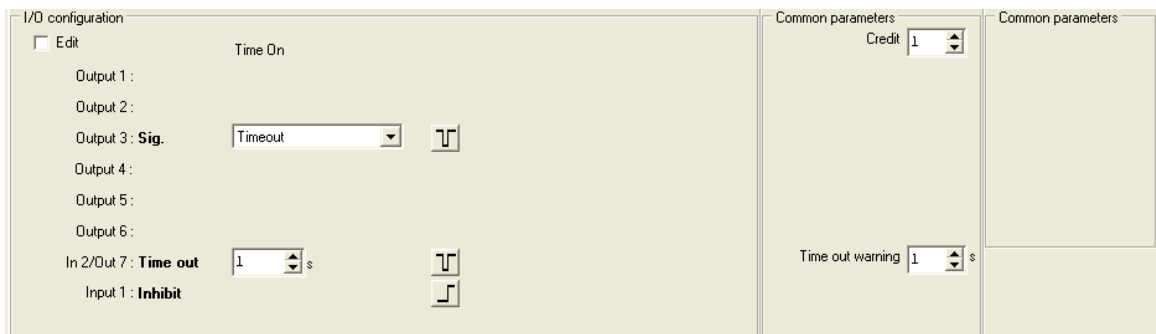 I/O configuration
Edit
Time On
Output 1 :
Output 2 :
Output 3 : Sig. Timeout
Output 4 :
Output 5 :
Output 6 :
In 2/Out 7 : Time out 1 s
Input 1 : Inhibit
Common parameters
Credit 1
Time out warning 1 s
Common parameters